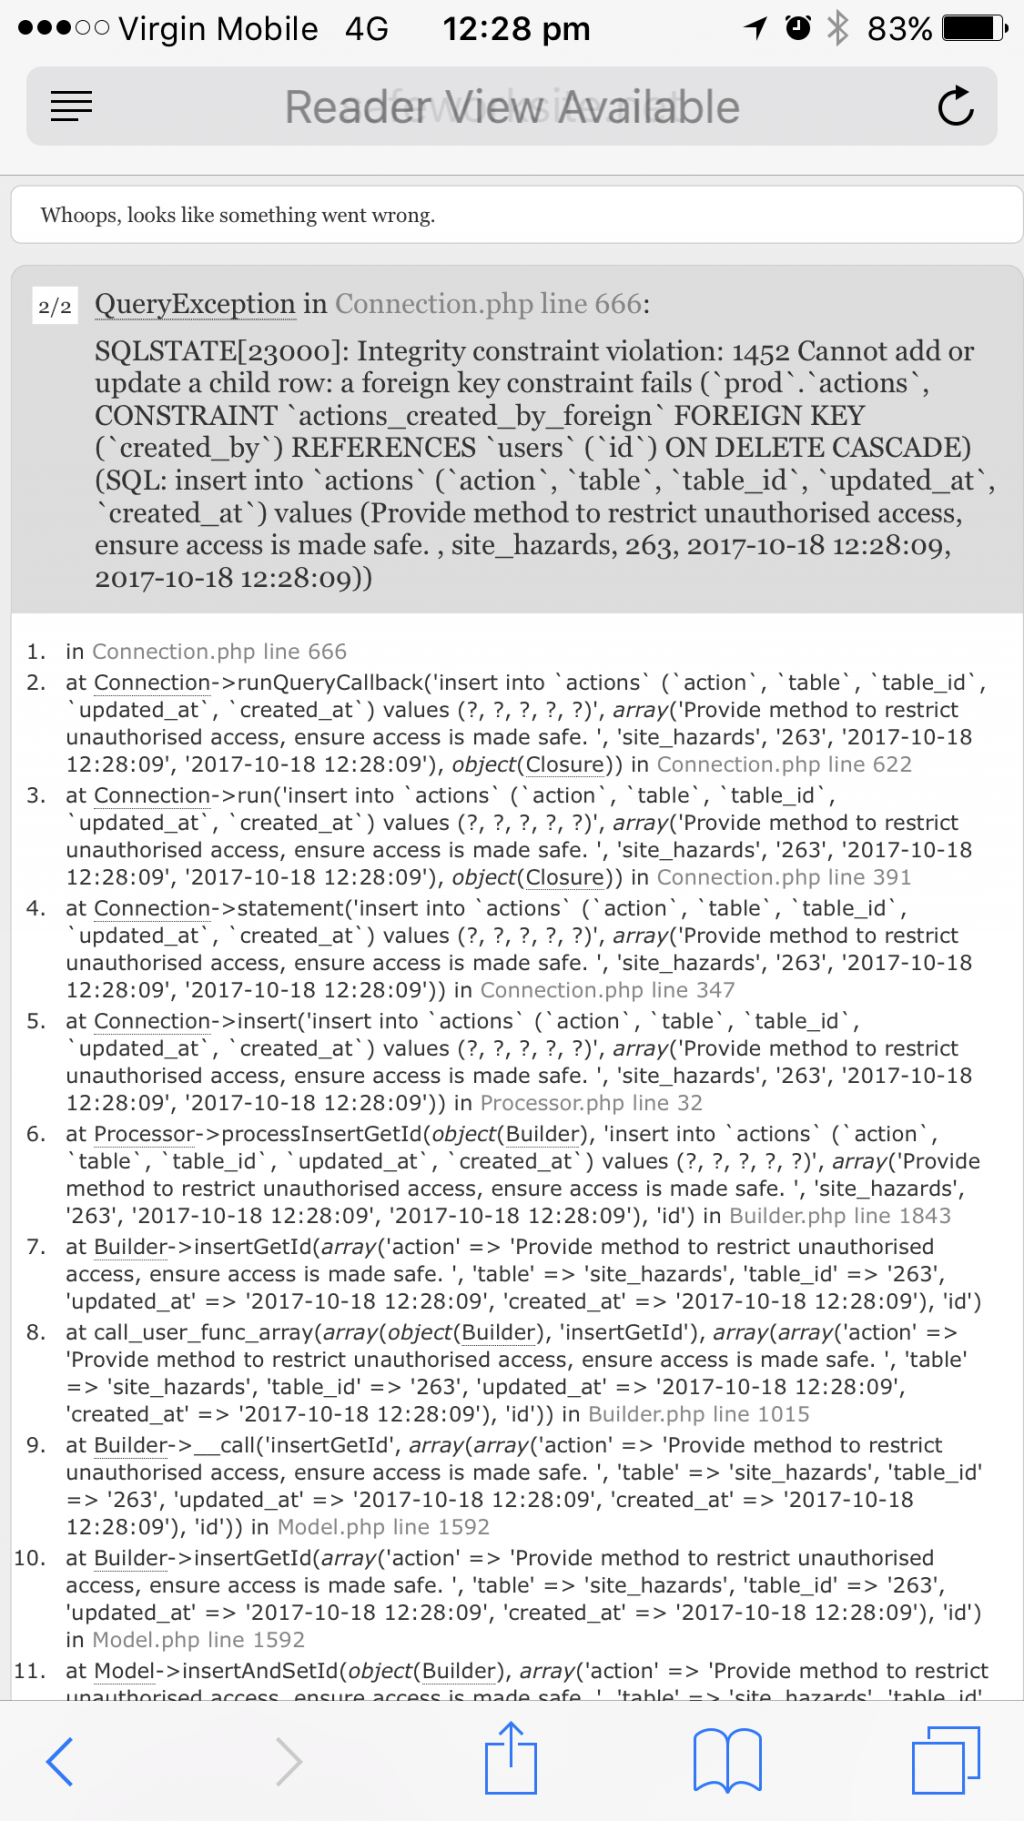 Virgin Mobile 4G 12:28 pm 83%
Reader View Available
Whoops, looks like something went wrong.
2/2 QueryException in Connection.php line 666:
SQLSTATE[23000]: Integrity constraint violation: 1452 Cannot add or
update a child row: a foreign key constraint fails (`prod`.`actions`,
CONSTRAINT `actions_created_by_foreign` FOREIGN KEY
(`created_by`) REFERENCES `users` (`id`) ON DELETE CASCADE)
(SQL: insert into `actions` (`action`, `table`, `table_id`, `updated_at`,
`created_at`) values (Provide method to restrict unauthorised access,
ensure access is made safe. , site_hazards, 263, 2017-10-18 12:28:09,
2017-10-18 12:28:09))
1. in Connection.php line 666
2. at Connection->runQueryCallback('insert into `actions` (`action`, `table`, `table_id`,
`updated_at`, `created_at`) values (?, ?, ?, ?, ?)', array('Provide method to restrict
unauthorised access, ensure access is made safe. ', 'site_hazards', '263', '2017-10-18
12:28:09', '2017-10-18 12:28:09'), object(Closure)) in Connection.php line 622
3. at Connection->run('insert into `actions` (`action`, `table`, `table_id`,
`updated_at`, `created_at`) values (?, ?, ?, ?, ?)', array('Provide method to restrict
unauthorised access, ensure access is made safe. ', 'site_hazards', '263', '2017-10-18
12:28:09', '2017-10-18 12:28:09'), object(Closure)) in Connection.php line 391
4. at Connection->statement('insert into `actions` (`action`, `table`, `table_id`,
`updated_at`, `created_at`) values (?, ?, ?, ?, ?)', array('Provide method to restrict
unauthorised access, ensure access is made safe. ', 'site_hazards', '263', '2017-10-18
12:28:09', '2017-10-18 12:28:09')) in Connection.php line 347
5. at Connection->insert('insert into `actions` (`action`, `table`, `table_id`,
`updated_at`, `created_at`) values (?, ?, ?, ?, ?)', array('Provide method to restrict
unauthorised access, ensure access is made safe. ', 'site_hazards', '263', '2017-10-18
12:28:09', '2017-10-18 12:28:09')) in Processor.php line 32
6. at Processor->processInsertGetId(object(Builder), 'insert into `actions` (`action`,
`table`, `table_id`, `updated_at`, `created_at`) values (?, ?, ?, ?, ?)', array('Provide
method to restrict unauthorised access, ensure access is made safe. ', 'site_hazards',
'263', '2017-10-18 12:28:09', '2017-10-18 12:28:09'), 'id') in Builder.php line 1843
7. at Builder->insertGetId(array('action' => 'Provide method to restrict unauthorised
access, ensure access is made safe. ', 'table' => 'site_hazards', 'table_id' => '263',
'updated_at' => '2017-10-18 12:28:09', 'created_at' => '2017-10-18 12:28:09'), 'id')
8. at call_user_func_array(array(object(Builder), 'insertGetId'), array(array('action' =>
'Provide method to restrict unauthorised access, ensure access is made safe. ', 'table'
=> 'site_hazards', 'table_id' => '263', 'updated_at' => '2017-10-18 12:28:09',
'created_at' => '2017-10-18 12:28:09'), 'id')) in Builder.php line 1015
9. at Builder->__call('insertGetId', array(array('action' => 'Provide method to restrict
unauthorised access, ensure access is made safe. ', 'table' => 'site_hazards', 'table_id'
=> '263', 'updated_at' => '2017-10-18 12:28:09', 'created_at' => '2017-10-18
12:28:09'), 'id')) in Model.php line 1592
10. at Builder->insertGetId(array('action' => 'Provide method to restrict unauthorised
access, ensure access is made safe. ', 'table' => 'site_hazards', 'table_id' => '263',
'updated_at' => '2017-10-18 12:28:09', 'created_at' => '2017-10-18 12:28:09'), 'id')
in Model.php line 1592
11. at Model->insertAndSetId(object(Builder), array('action' => 'Provide method to restrict
unauthorised access, ensure access is made safe. ', 'table' => 'site_hazards', 'table_id'